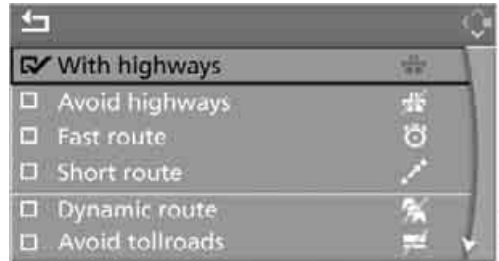 With highways
Avoid highways
Fast route
Short route
Dynamic route
Avoid tollroads